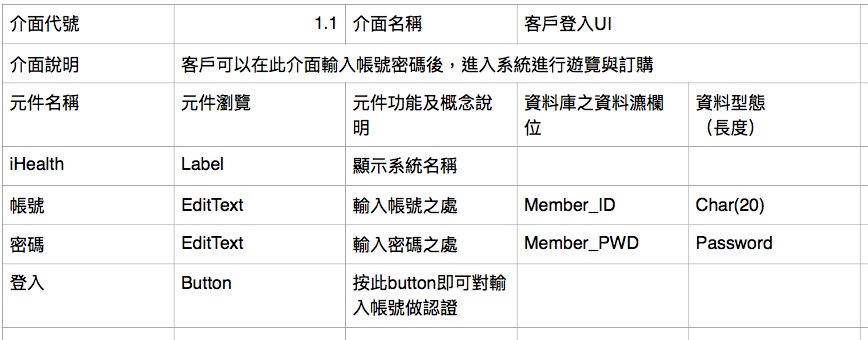 介面代號 1.1 介面名稱 客戶登入UI
介面說明 客戶可以在此介面輸入帳號密碼後，進入系統進行遊覽與訂購
元件名稱 元件瀏覽 元件功能及概念說明 資料庫之資料瀌欄位 資料型態（長度）
iHealth Label 顯示系統名稱
帳號 EditText 輸入帳號之處 Member_ID Char(20)
密碼 EditText 輸入密碼之處 Member_PWD Password
登入 Button 按此button即可對輸入帳號做認證